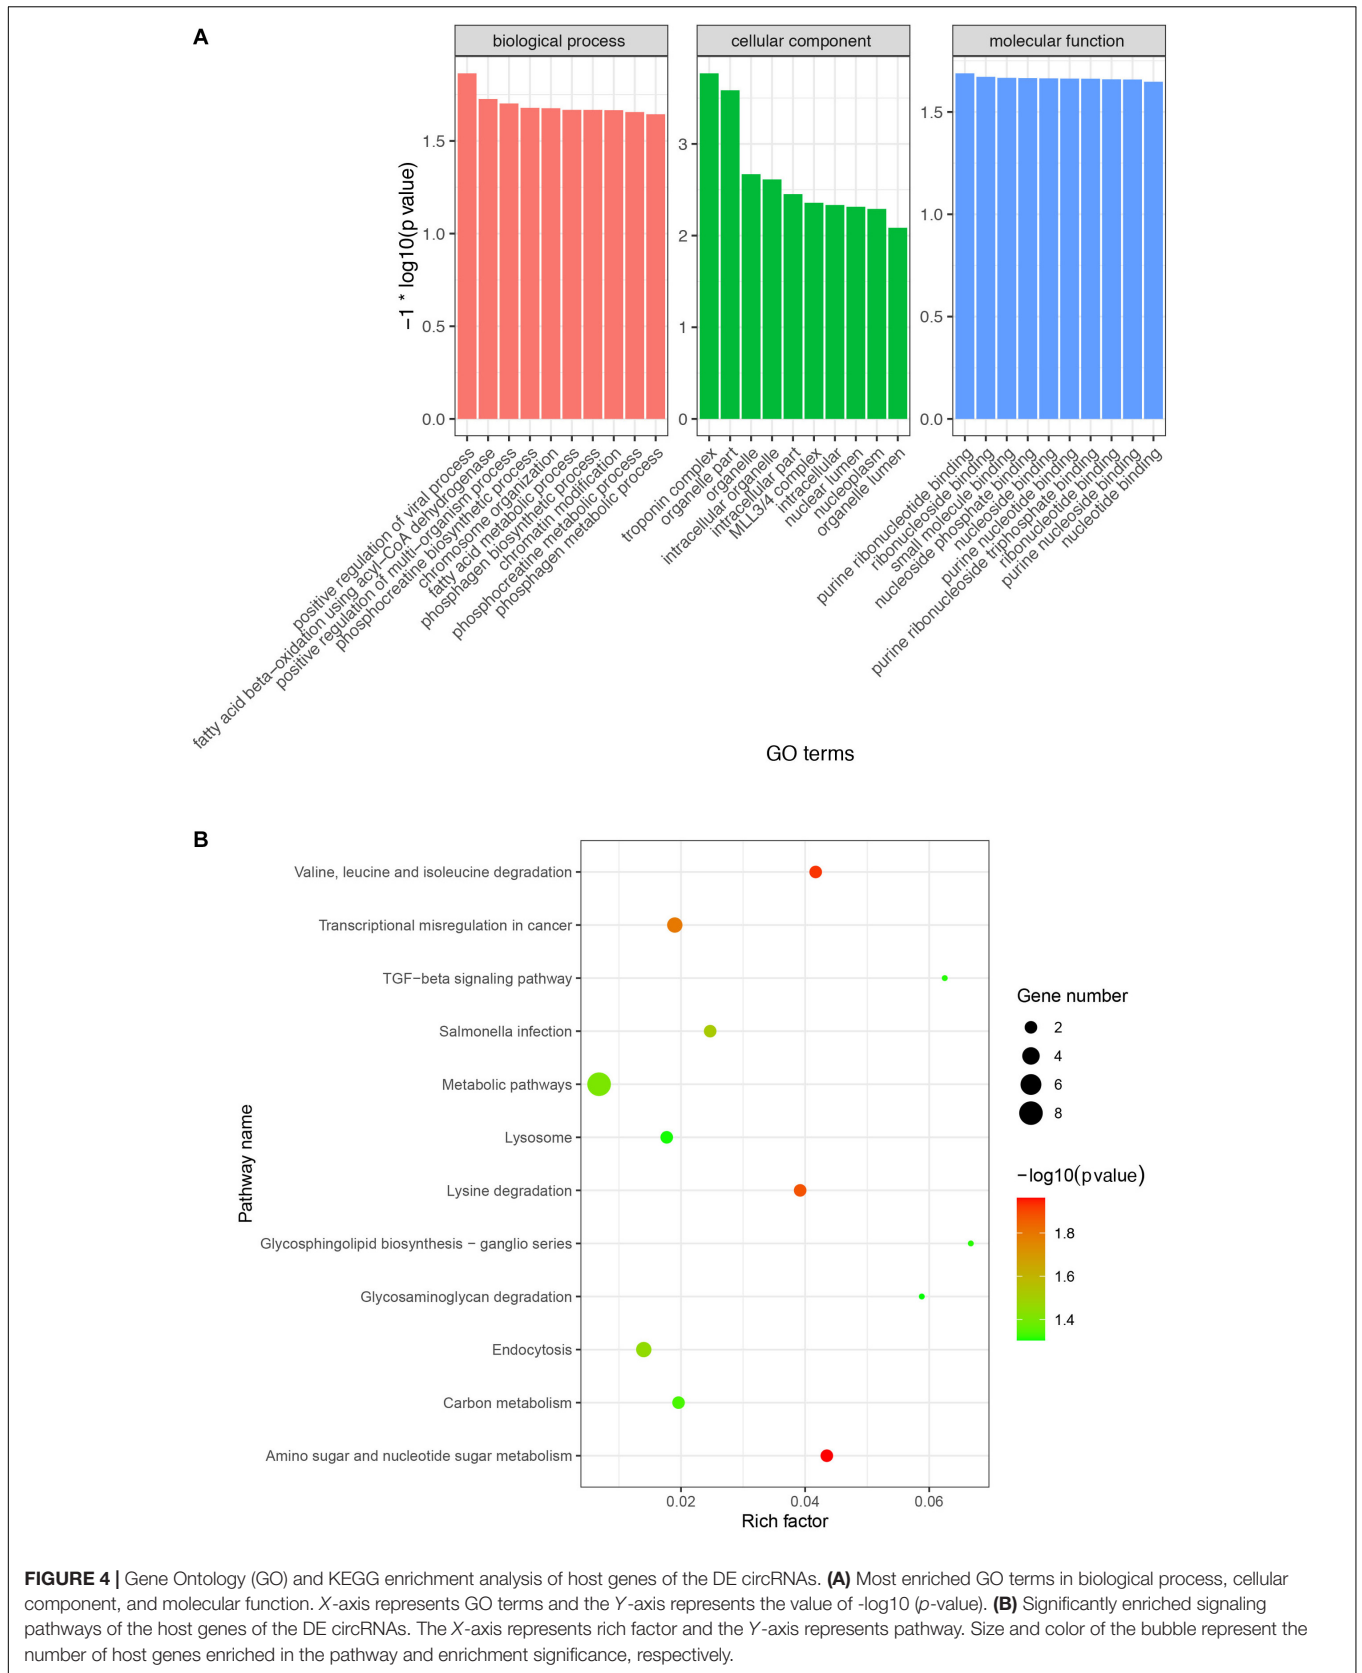 A
biological process
cellular component
molecular function
−1 * log10(p value)
1.5
1.0
0.5
0.0
3
2
1
0
1.5
1.0
0.5
0.0
positive regulation of viral process
fatty acid beta−oxidation using acyl−CoA dehydrogenase
positive regulation of multi−organism process
phosphocreatine biosynthetic process
chromosome organization
fatty acid metabolic process
phosphagen biosynthetic process
chromatin modification
phosphocreatine metabolic process
phosphagen metabolic process
troponin complex
organelle part
organelle
intracellular organelle
intracellular part
MLL3/4 complex
intracellular
nuclear lumen
nucleoplasm
organelle lumen
purine ribonucleotide binding
ribonucleoside binding
small molecule binding
nucleoside phosphate binding
nucleoside binding
purine nucleotide binding
purine ribonucleoside triphosphate binding
ribonucleotide binding
purine nucleoside binding
nucleotide binding
GO terms
B
Pathway name
Valine, leucine and isoleucine degradation
Transcriptional misregulation in cancer
TGF−beta signaling pathway
Salmonella infection
Metabolic pathways
Lysosome
Lysine degradation
Glycosphingolipid biosynthesis − ganglio series
Glycosaminoglycan degradation
Endocytosis
Carbon metabolism
Amino sugar and nucleotide sugar metabolism
0.02
0.04
0.06
Rich factor
Gene number
2
4
6
8
−log10(pvalue)
1.8
1.6
1.4
FIGURE 4 | Gene Ontology (GO) and KEGG enrichment analysis of host genes of the DE circRNAs. (A) Most enriched GO terms in biological process, cellular
component, and molecular function. X-axis represents GO terms and the Y-axis represents the value of -log10 (p-value). (B) Significantly enriched signaling
pathways of the host genes of the DE circRNAs. The X-axis represents rich factor and the Y-axis represents pathway. Size and color of the bubble represent the
number of host genes enriched in the pathway and enrichment significance, respectively.